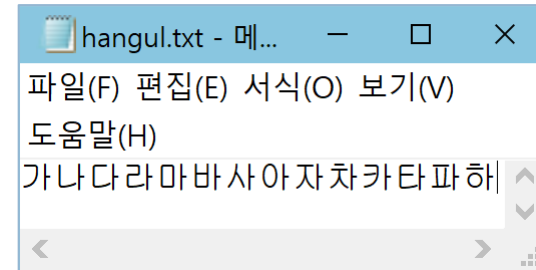 hangul.txt - 메...
파일(F) 편집(E) 서식(O) 보기(V)
도움말(H)
가나다라마바사아자차카타파하